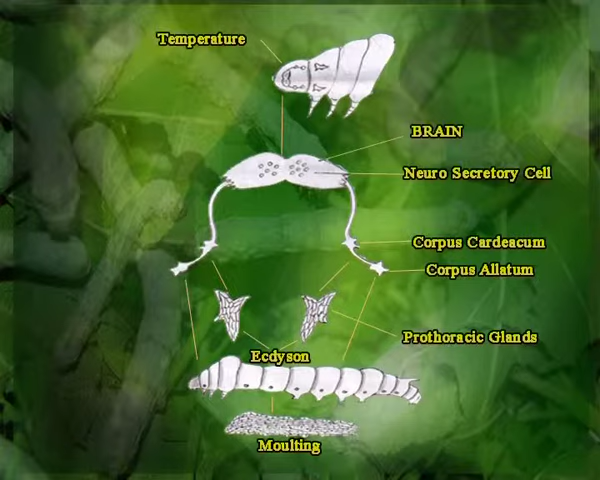 Temperature
BRAIN
Neuro Secretory Cell
Corpus Cardeacum
Corpus Allatum
Prothoracic Glands
Ecdyson
Moulting